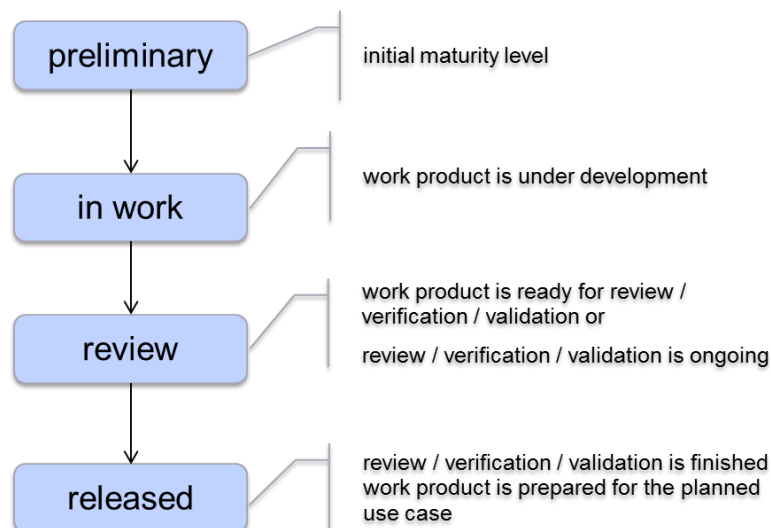 preliminary
initial maturity level
in work
work product is under development
review
work product is ready for review /
verification / validation or
review / verification / validation is ongoing
released
review / verification / validation is finished
work product is prepared for the planned
use case